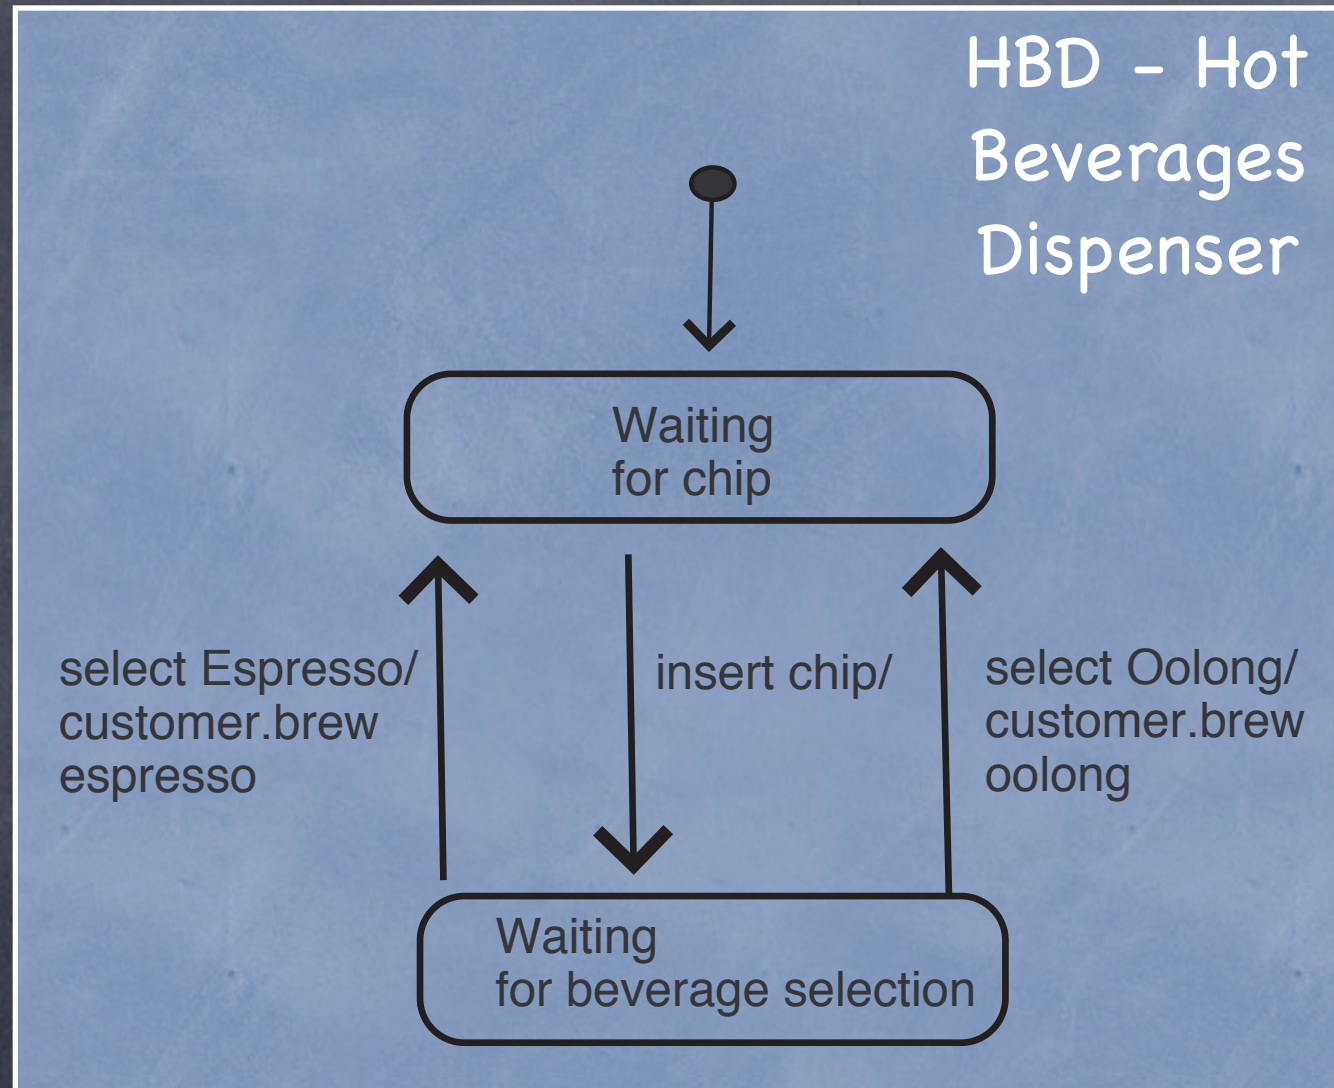 HBD - Hot
Beverages
Dispenser
Waiting
for chip
select Espresso/
customer.brew
espresso
insert chip/
select Oolong/
customer.brew
oolong
Waiting
for beverage selection